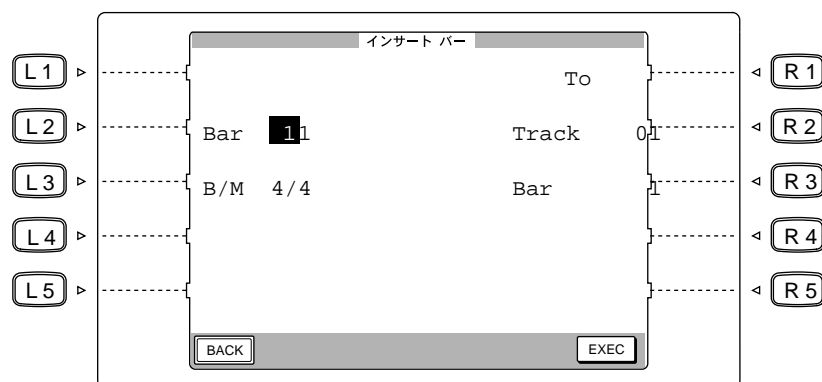 インサート バー
L1 R1
To
L2 Bar 11 Track 01 R2
L3 B/M 4/4 Bar 1 R3
L4 R4
L5 R5
BACK EXEC